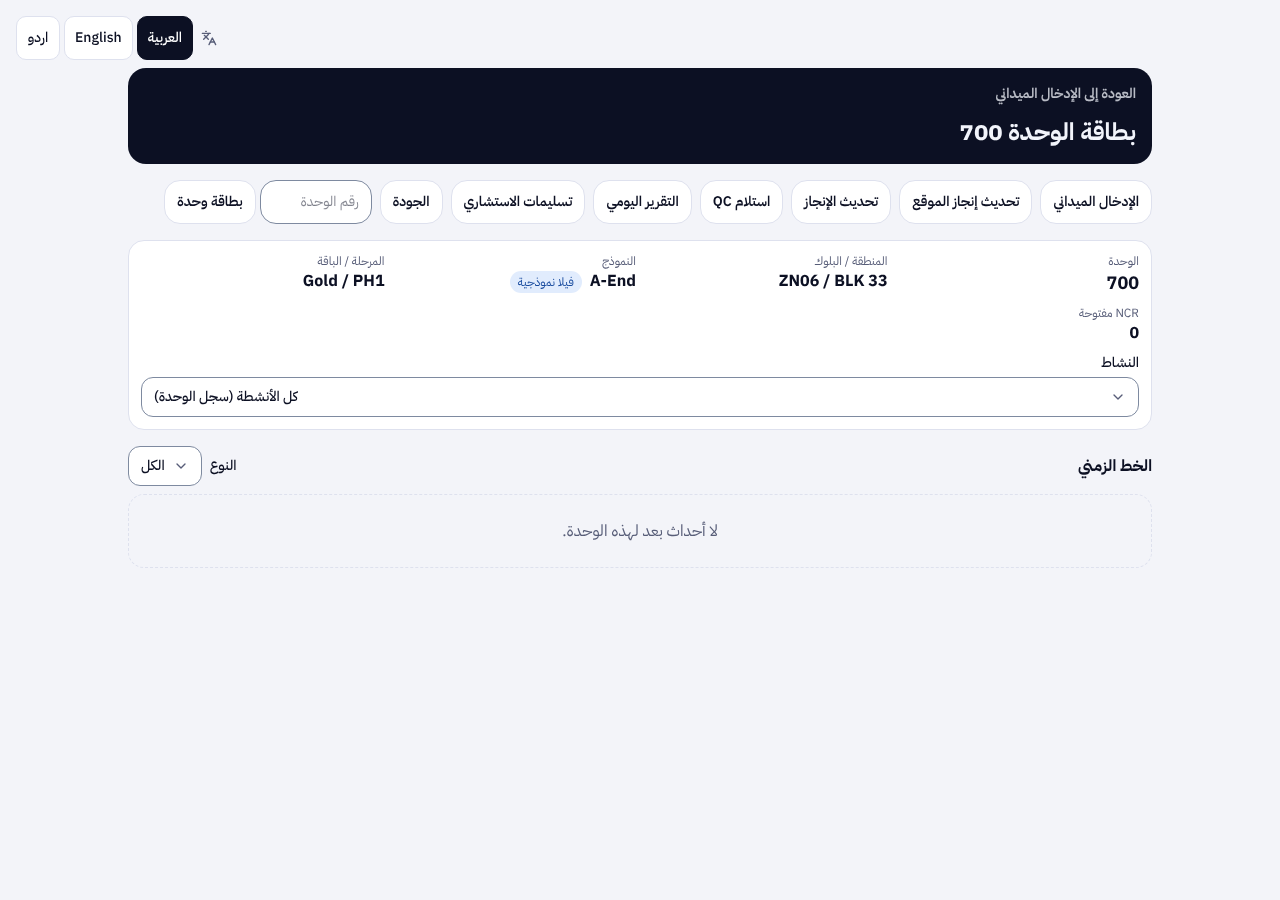 العربية
English
اردو
العودة إلى الإدخال الميداني
بطاقة الوحدة 700
الإدخال الميداني
تحديث إنجاز الموقع
تحديث الإنجاز
استلام QC
التقرير اليومي
تسليمات الاستشاري
الجودة
رقم الوحدة
بطاقة وحدة
الوحدة
700
المنطقة / البلوك
ZN06 / BLK 33
النموذج
A-End
فيلا نموذجية
المرحلة / الباقة
Gold / PH1
NCR مفتوحة
0
النشاط
كل الأنشطة (سجل الوحدة)
الخط الزمني
النوع
الكل
لا أحداث بعد لهذه الوحدة.